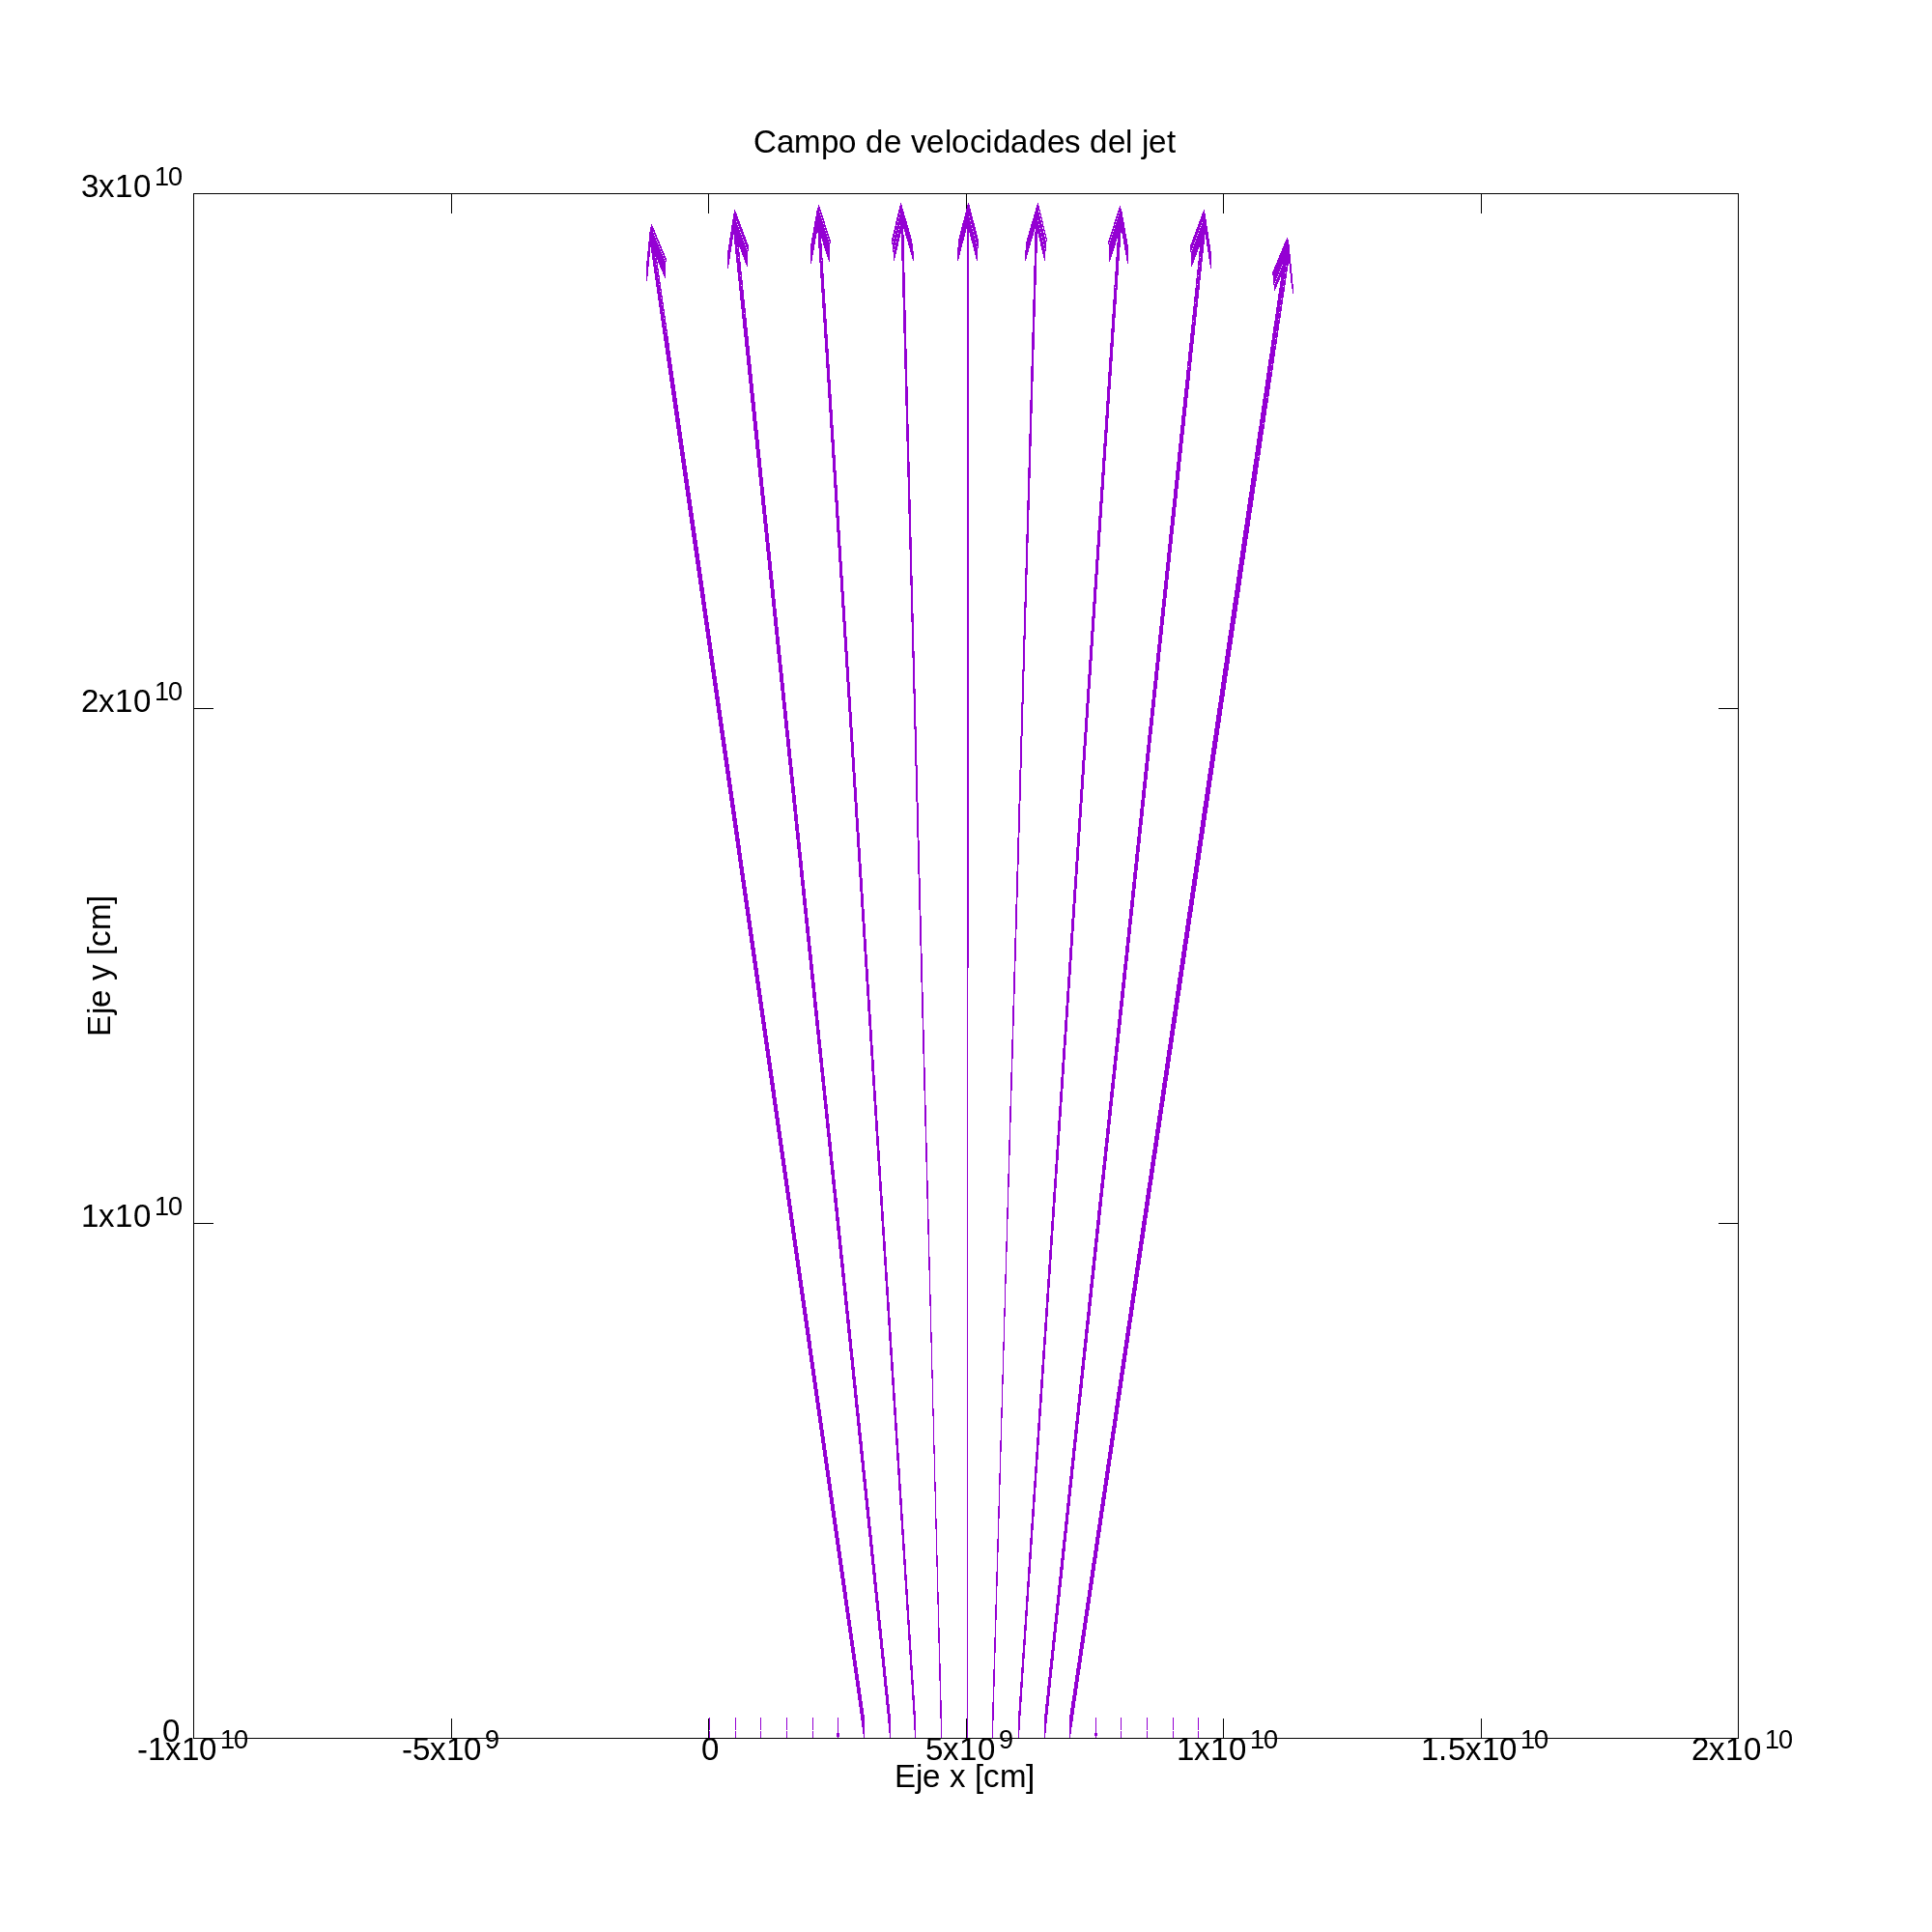 Campo de velocidades del jet
3x10^10
2x10^10
1x10^10
0
Eje y [cm]
-1x10^10 -5x10^9 0 5x10^9 1x10^10 1.5x10^10 2x10^10
Eje x [cm]